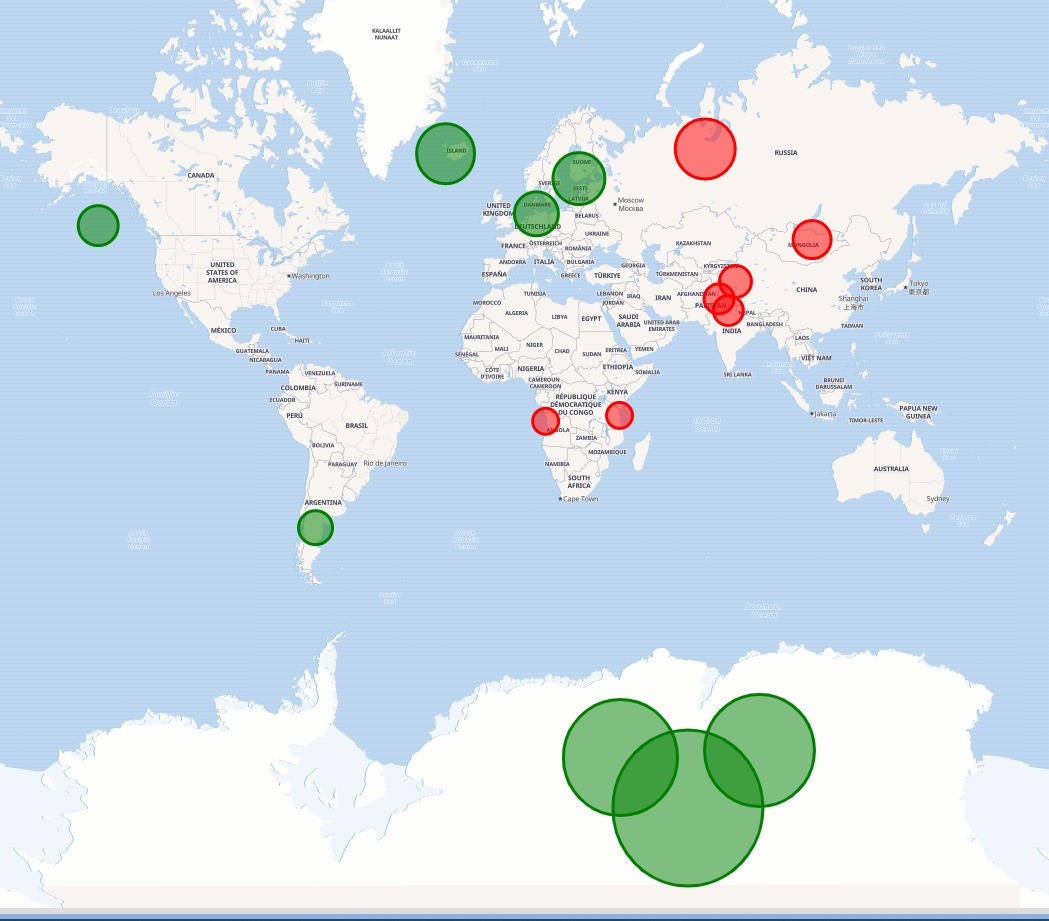 KALAALLIT
NUNAAT
ÍSLAND
SUOMI
RUSSIA
CANADA
SVERIGE
EESTI
LATVIJA
Moscow
Москва
UNITED
KINGDOM
DANMARK
DEUTSCHLAND
BELARUS
UKRAINE
FRANCE
ÖSTERREICH
ROMÂNIA
KAZAKHSTAN
MONGOLIA
ANDORRA
ITALIA
BULGARIA
UNITED
STATES OF
AMERICA
Washington
ESPAÑA
GREECE
TÜRKIYE
GEORGIA
TÜRKMENISTAN
CHINA
SOUTH
KOREA
Tokyo
東京都
Los Angeles
TUNISIA
LEBANON
IRAQ
IRAN
Shanghai
上海市
MOROCCO
JORDAN
ALGERIA
LIBYA
EGYPT
SAUDI
ARABIA
UNITED ARAB
EMIRATES
NEPAL
BANGLADESH
TAIWAN
INDIA
MÉXICO
CUBA
HAITI
MAURITANIA
MALI
NIGER
CHAD
SUDAN
ERITREA
YEMEN
LAOS
GUATEMALA
NICARAGUA
SÉNÉGAL
VIỆT NAM
PANAMA
VENEZUELA
CÔTE
D'IVOIRE
NIGERIA
ETHIOPIA
SOMALIA
SRI LANKA
COLOMBIA
SURINAME
CAMEROUN
CAMEROON
BRUNEI
DARUSSALAM
ECUADOR
KENYA
RÉPUBLIQUE
DÉMOCRATIQUE
DU CONGO
PERÚ
Jakarta
PAPUA NEW
GUINEA
TIMOR-LESTE
BRASIL
ZAMBIA
BOLIVIA
MOZAMBIQUE
PARAGUAY
Rio de Janeiro
NAMIBIA
AUSTRALIA
SOUTH
AFRICA
Cape Town
Sydney
ARGENTINA